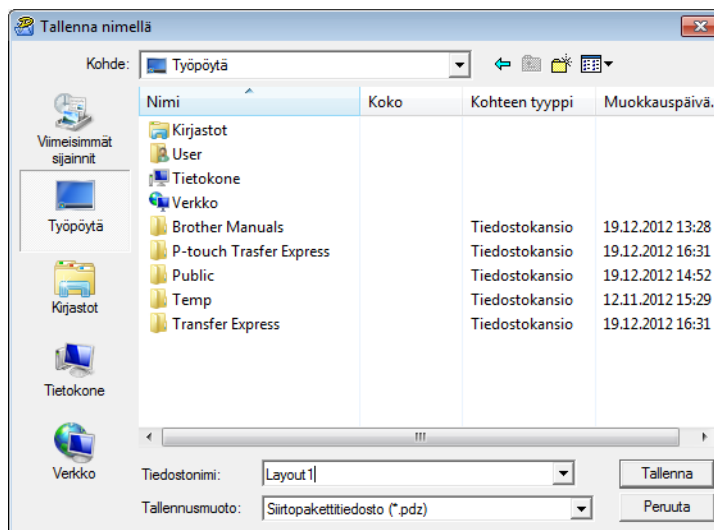 Tallenna nimellä
Kohde: Työpöytä
Nimi Koko Kohteen tyyppi Muokkauspäivä.
Viimeisimmät
sijainnit
Työpöytä
Kirjastot
Tietokone
Verkko
Kirjastot
User
Tietokone
Verkko
Brother Manuals Tiedostokansio 19.12.2012 13:28
P-touch Trasfer Express Tiedostokansio 19.12.2012 16:31
Public Tiedostokansio 19.12.2012 14:52
Temp Tiedostokansio 12.11.2012 15:29
Transfer Express Tiedostokansio 19.12.2012 16:31
Tiedostonimi: Layout1 Tallenna
Tallennusmuoto: Siirtopakettitiedosto (*.pdz) Peruuta